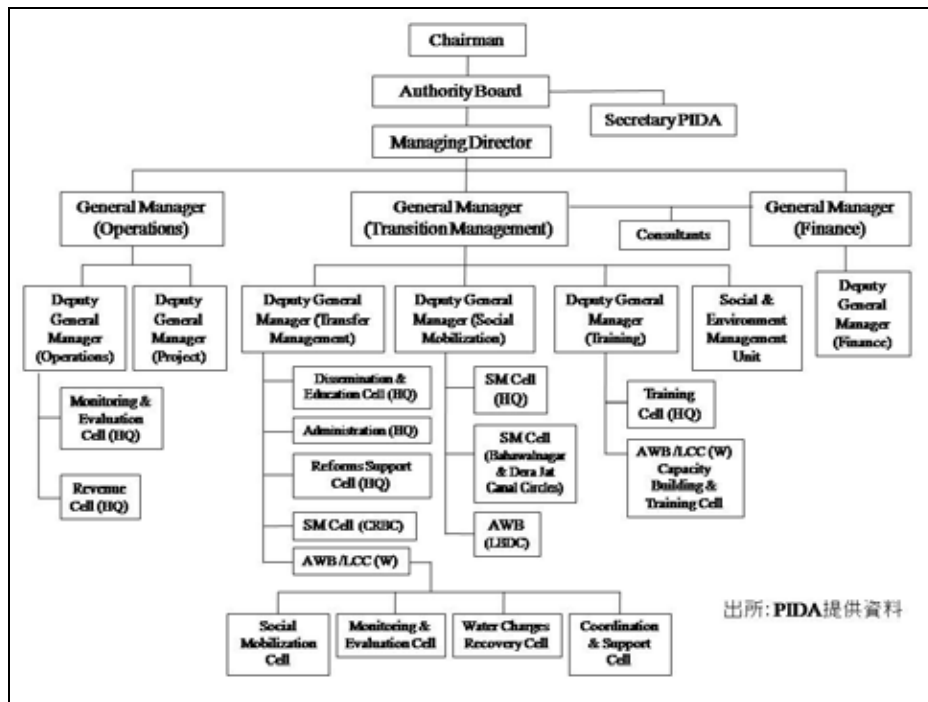 Chairman
Authority Board
Secretary PIDA
Managing Director
General Manager
(Operations)
General Manager
(Transition Management)
Consultants
General Manager
(Finance)
Deputy
General
Manager
(Operations)
Deputy
General
Manager
(Project)
Deputy General
Manager (Transfer
Management)
Deputy General
Manager (Social
Mobilization)
Deputy General
Manager
(Training)
Social &
Environment
Management
Unit
Deputy
General
Manager
(Finance)
Monitoring &
Evaluation
Cell (HQ)
Revenue
Cell (HQ)
Dissemination &
Education Cell (HQ)
Administration (HQ)
Reforms Support
Cell (HQ)
SM Cell (CRBC)
AWB /LCC (W)
SM Cell
(HQ)
SM Cell
(Bahawalnagar
& Dera Jat
Canal Circles)
AWB
(LBDC)
Training
Cell (HQ)
AWB /LCC (W)
Capacity
Building &
Training Cell
Social
Mobilization
Cell
Monitoring &
Evaluation Cell
Water Charges
Recovery Cell
Coordination
& Support
Cell
出所: PIDA提供資料